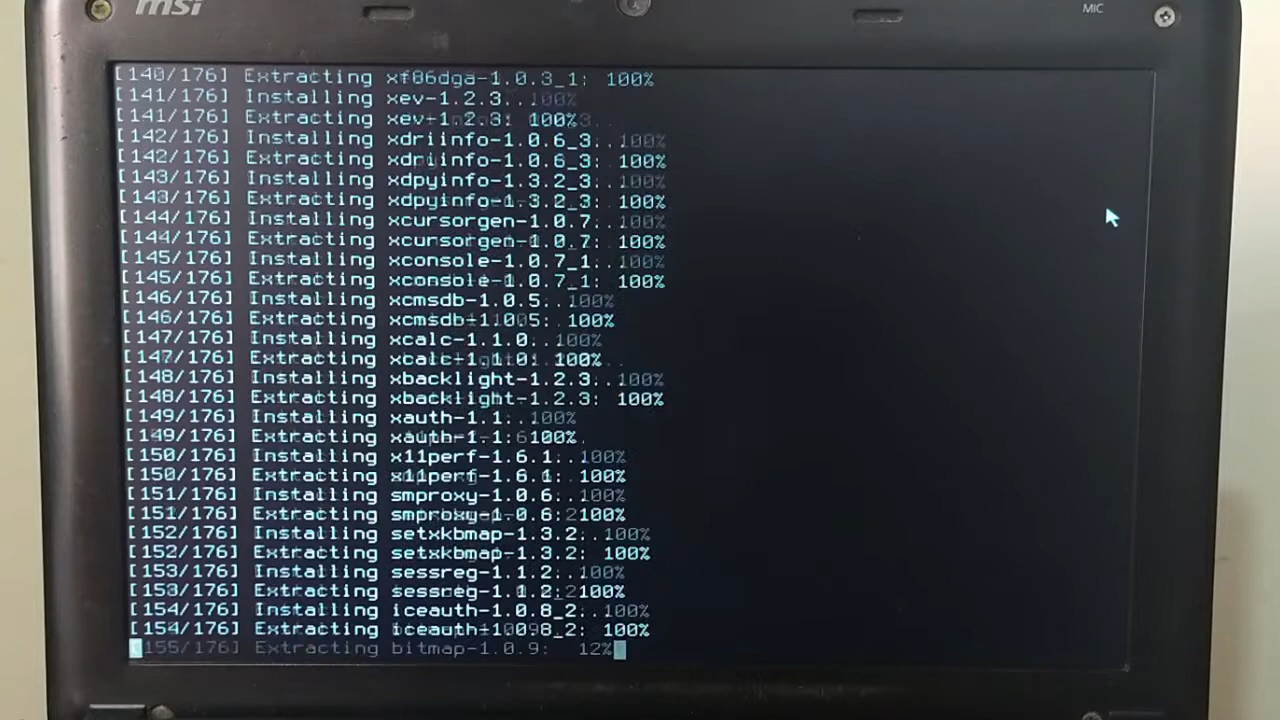 msi
MIC
[140/176] Extracting xf86dga-1.0.3_1: 100%
[141/176] Installing xev-1.2.3..100%
[141/176] Extracting xev-1.2.3: 100%
[142/176] Installing xdriinfo-1.0.6_3..100%
[142/176] Extracting xdriinfo-1.0.6_3: 100%
[143/176] Installing xdpyinfo-1.3.2_3..100%
[143/176] Extracting xdpyinfo-1.3.2_3: 100%
[144/176] Installing xcursorgen-1.0.7..100%
[144/176] Extracting xcursorgen-1.0.7: 100%
[145/176] Installing xconsole-1.0.7_1..100%
[145/176] Extracting xconsole-1.0.7_1: 100%
[146/176] Installing xcmsdb-1.0.5..100%
[146/176] Extracting xcmsdb-1.0.5: 100%
[147/176] Installing xcalc-1.1.0..100%
[147/176] Extracting xcalc-1.1.0: 100%
[148/176] Installing xbacklight-1.2.3..100%
[148/176] Extracting xbacklight-1.2.3: 100%
[149/176] Installing xauth-1.1..100%
[149/176] Extracting xauth-1.1: 100%
[150/176] Installing x11perf-1.6.1..100%
[150/176] Extracting x11perf-1.6.1: 100%
[151/176] Installing smproxy-1.0.6..100%
[151/176] Extracting smproxy-1.0.6: 100%
[152/176] Installing setxkbmap-1.3.2..100%
[152/176] Extracting setxkbmap-1.3.2: 100%
[153/176] Installing sessreg-1.1.2..100%
[153/176] Extracting sessreg-1.1.2: 100%
[154/176] Installing iceauth-1.0.8_2..100%
[154/176] Extracting iceauth-1.0.8_2: 100%
[155/176] Extracting bitmap-1.0.9: 12%